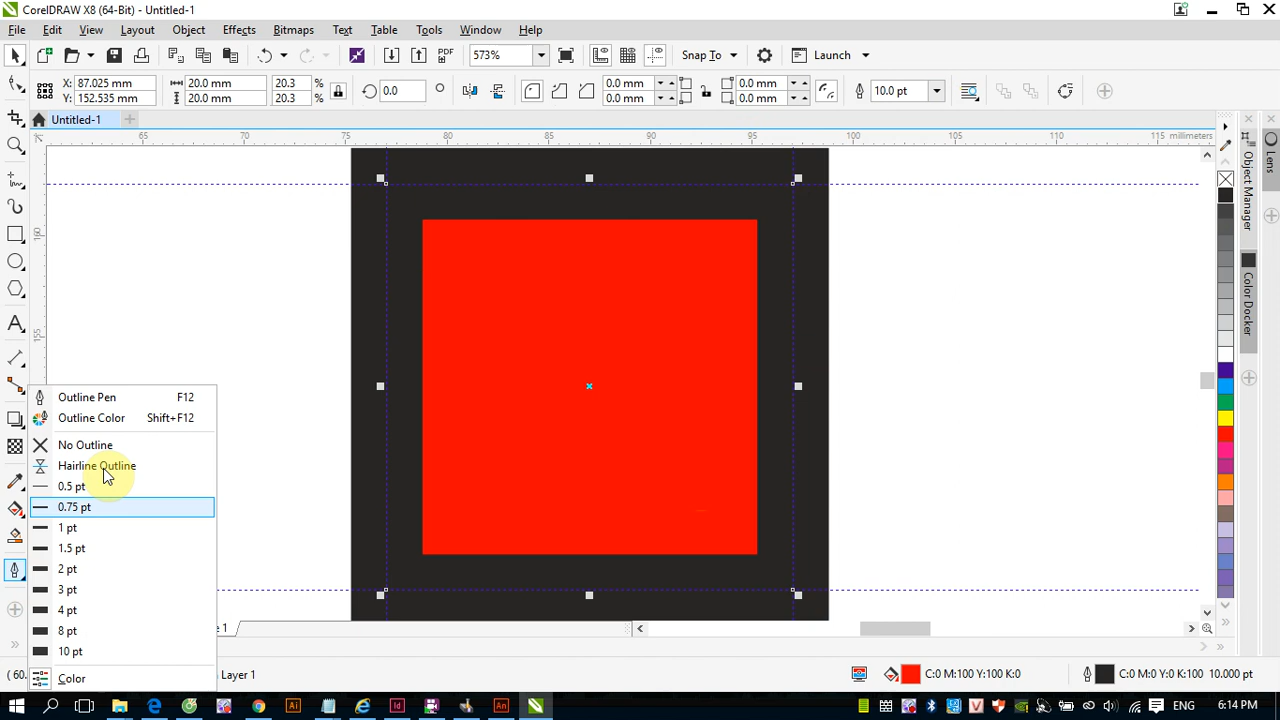 CorelDRAW X8 (64-Bit) - Untitled-1
File Edit View Layout Object Effects Bitmaps Text Table Tools Window Help
PDF 573% Snap To Launch
X: 87.025 mm 20.0 mm 20.3 % 0.0 0.0 mm 0.0 mm 10.0 pt
Y: 152.535 mm 20.0 mm 20.3 % 0.0 mm 0.0 mm
Untitled-1
65 70 75 80 85 90 95 100 105 110 115 millimeters
160
155
Lens
Object Manager
Color Docker
Outline Pen F12
Outline Color Shift+F12
No Outline
Hairline Outline
0.5 pt
0.75 pt
1 pt
1.5 pt
2 pt
3 pt
4 pt
8 pt
10 pt
Color
Layer 1
C:0 M:100 Y:100 K:0
C:0 M:0 Y:0 K:100 10.000 pt
ENG 6:14 PM